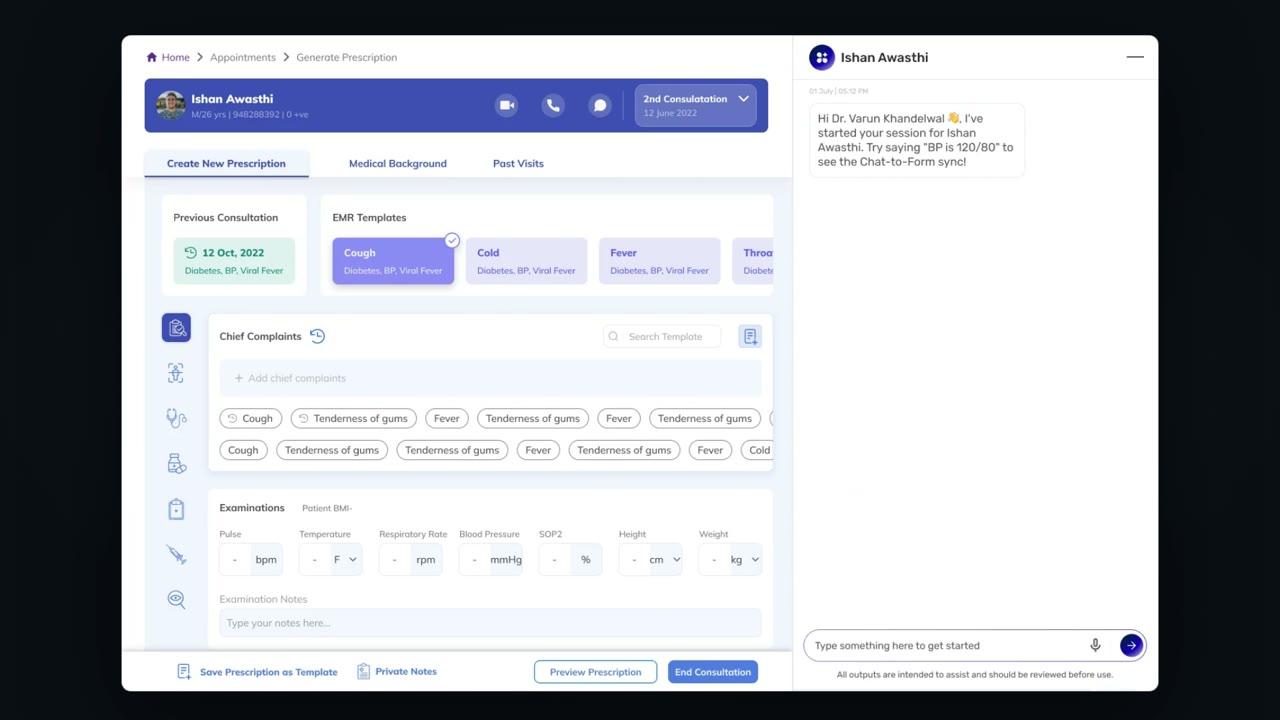 Home > Appointments > Generate Prescription
Ishan Awasthi
M/26 yrs | 948288392 | 0 +ve
2nd Consulatation
12 June 2022
Create New Prescription
Medical Background
Past Visits
Previous Consultation
12 Oct, 2022
Diabetes, BP, Viral Fever
EMR Templates
Cough
Diabetes, BP, Viral Fever
Cold
Diabetes, BP, Viral Fever
Fever
Diabetes, BP, Viral Fever
Throa
Diabete
Chief Complaints
Search Template
+ Add chief complaints
Cough Tenderness of gums Fever Tenderness of gums Fever Tenderness of gums
Cough Tenderness of gums Tenderness of gums Fever Tenderness of gums Fever Cold
Examinations Patient BMI-
Pulse Temperature Respiratory Rate Blood Pressure SOP2 Height Weight
- bpm - F - rpm - mmHg - % - cm - kg
Examination Notes
Type your notes here...
Save Prescription as Template
Private Notes
Preview Prescription
End Consultation
Ishan Awasthi
01 July | 05:12 PM
Hi Dr. Varun Khandelwal 👋, I've
started your session for Ishan
Awasthi. Try saying "BP is 120/80" to
see the Chat-to-Form sync!
Type something here to get started
All outputs are intended to assist and should be reviewed before use.